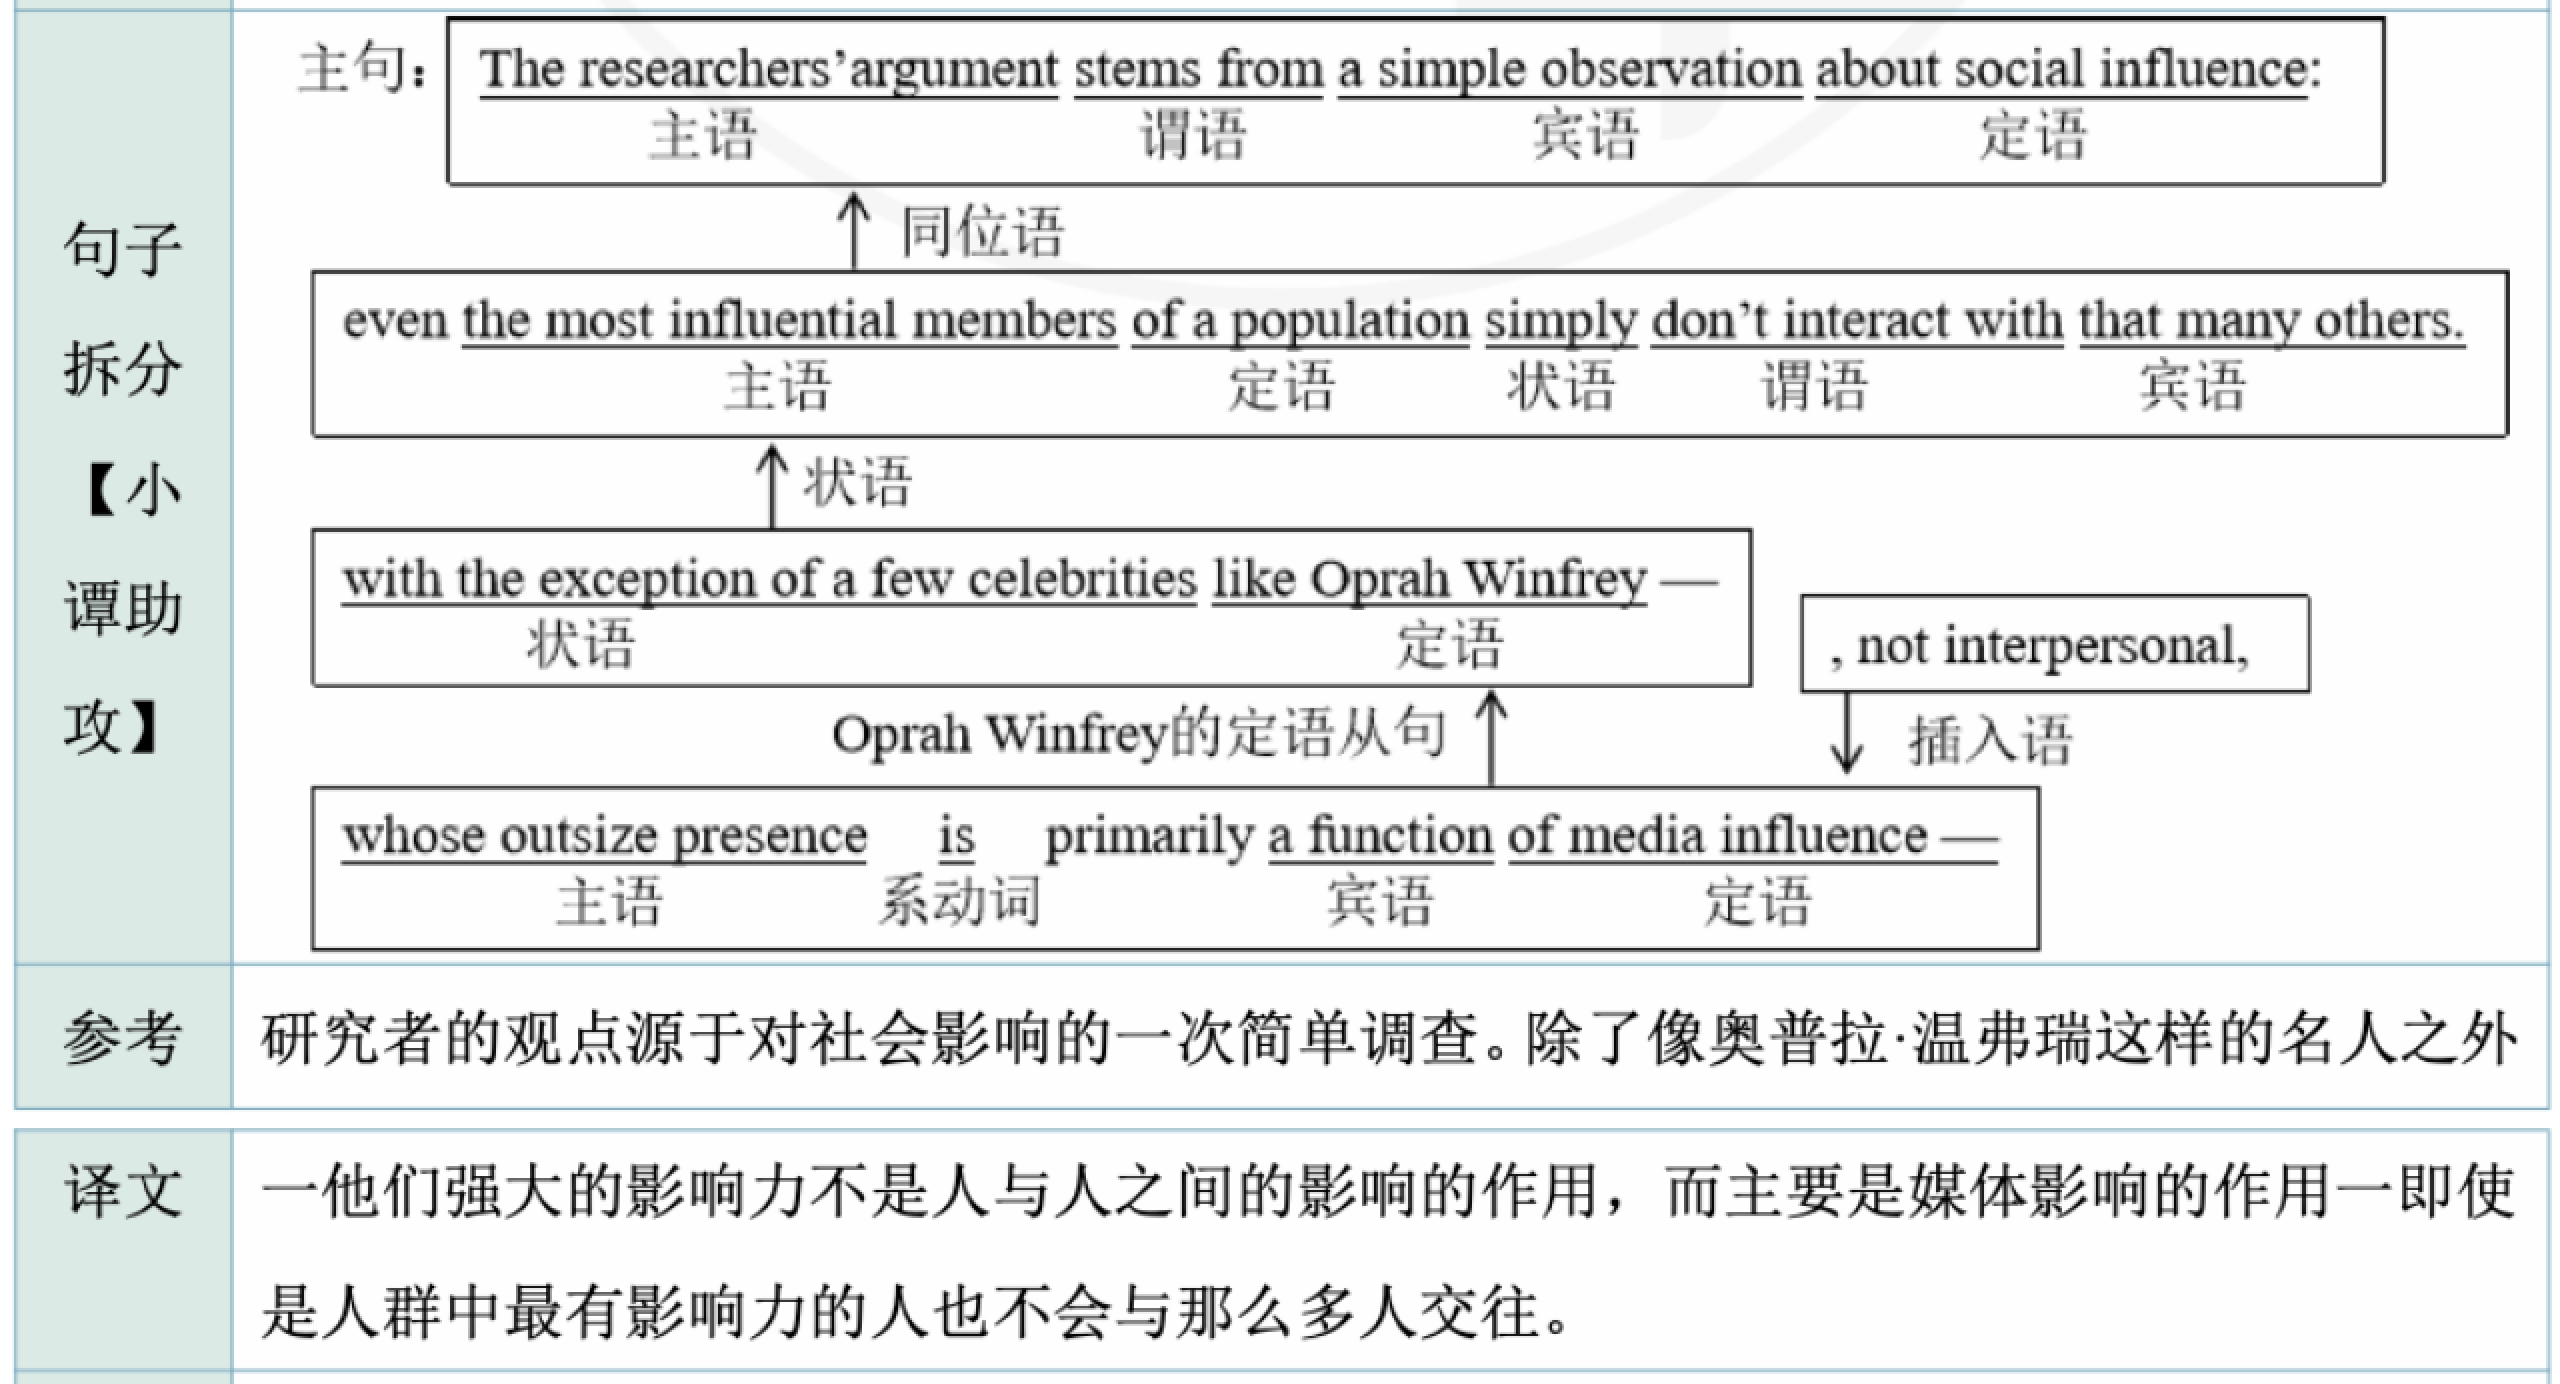 句子
拆分
【小
谭助
攻】
主句：
The researchers’argument stems from a simple observation about social influence:
主语 谓语 宾语 定语
同位语
even the most influential members of a population simply don’t interact with that many others.
主语 定语 状语 谓语 宾语
状语
with the exception of a few celebrities like Oprah Winfrey —
状语 定语
, not interpersonal,
Oprah Winfrey的定语从句
插入语
whose outsize presence is primarily a function of media influence —
主语 系动词 宾语 定语
参考
研究者的观点源于对社会影响的一次简单调查。除了像奥普拉·温弗瑞这样的名人之外
译文
一他们强大的影响力不是人与人之间的影响的作用，而主要是媒体影响的作用一即使
是人群中最有影响力的人也不会与那么多人交往。